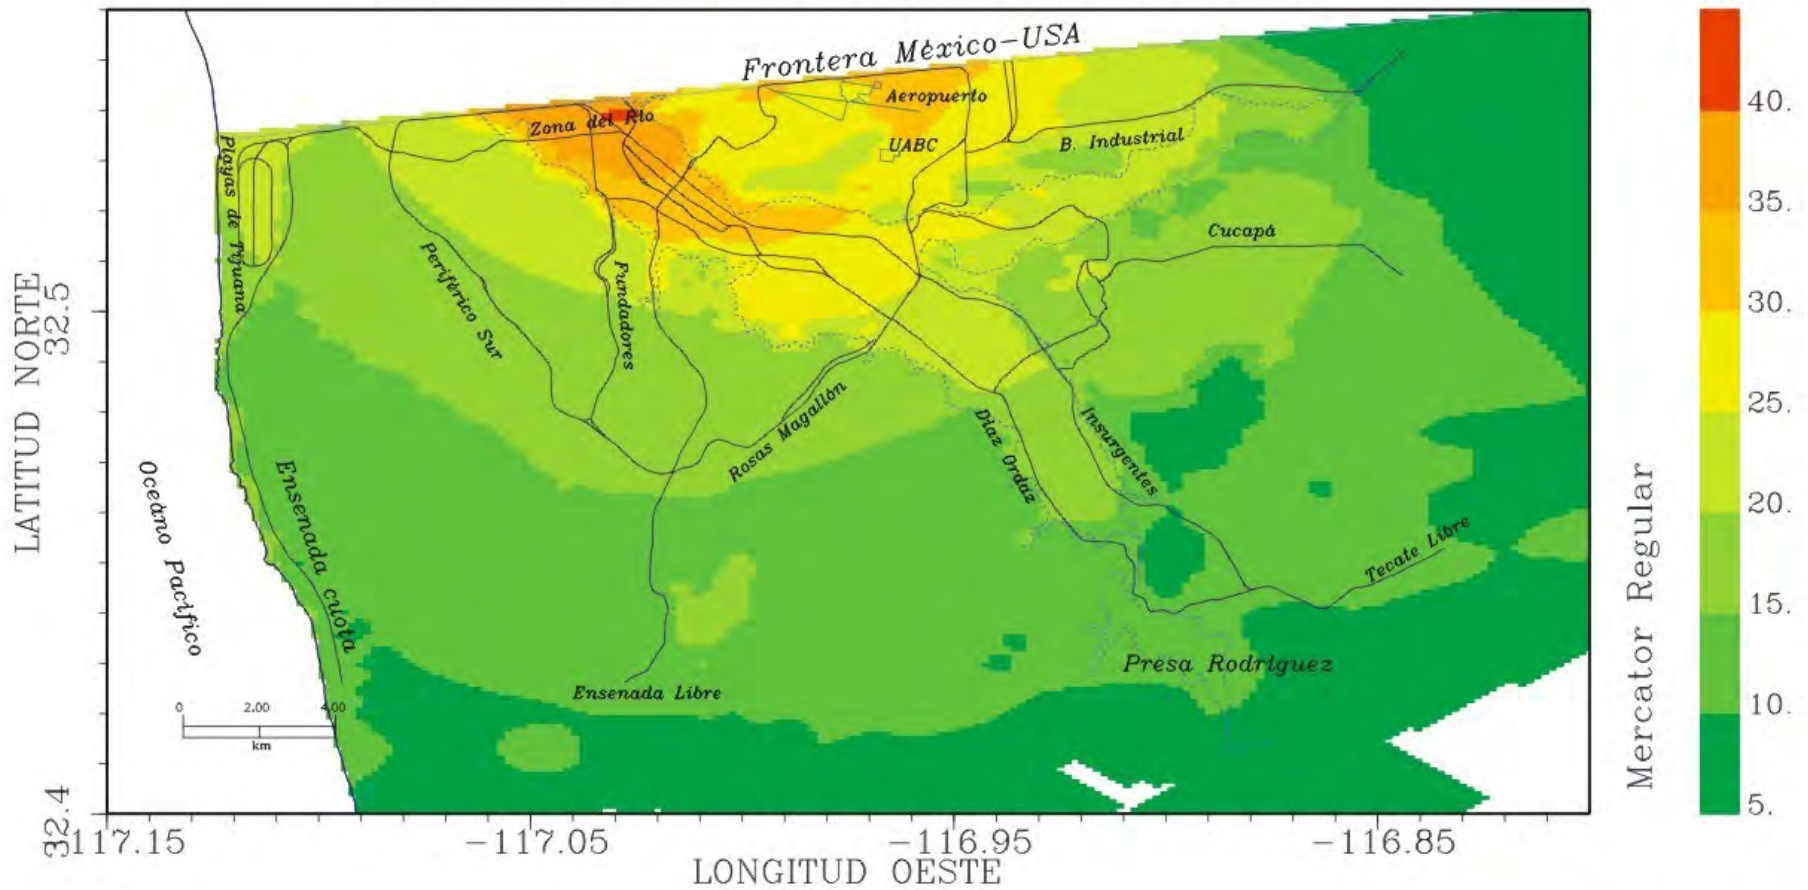 Frontera México-USA
Aeropuerto
Zona del Río
UABC
B. Industrial
Playas de Tijuana
Cucapá
Periférico Sur
Fundadores
Rosas Magallón
Díaz Ordaz
Insurgentes
Océano Pacífico
Ensenada cuota
Tecate Libre
Presa Rodríguez
Ensenada Libre
0 2.00 4.00
km
LATITUD NORTE
32.5
32.4
117.15 -117.05 -116.95 -116.85
LONGITUD OESTE
Mercator Regular
40.
35.
30.
25.
20.
15.
10.
5.